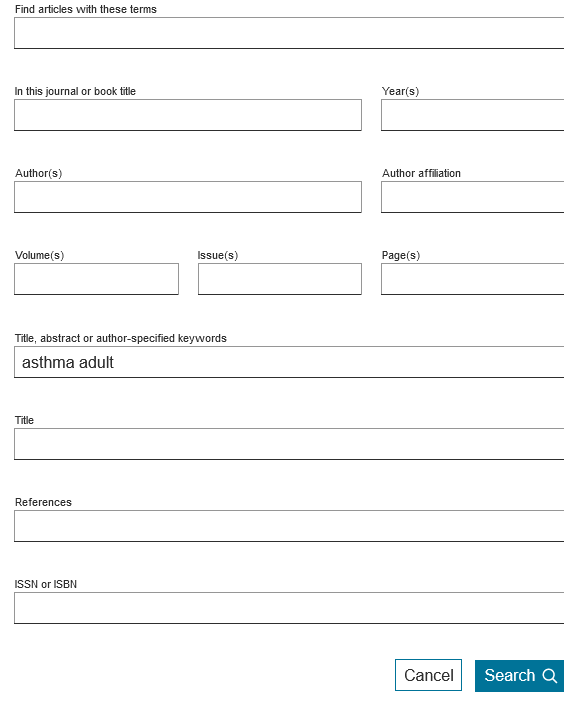 Find articles with these terms
In this journal or book title Year(s)
Author(s) Author affiliation
Volume(s) Issue(s) Page(s)
Title, abstract or author-specified keywords
asthma adult
Title
References
ISSN or ISBN
Cancel Search